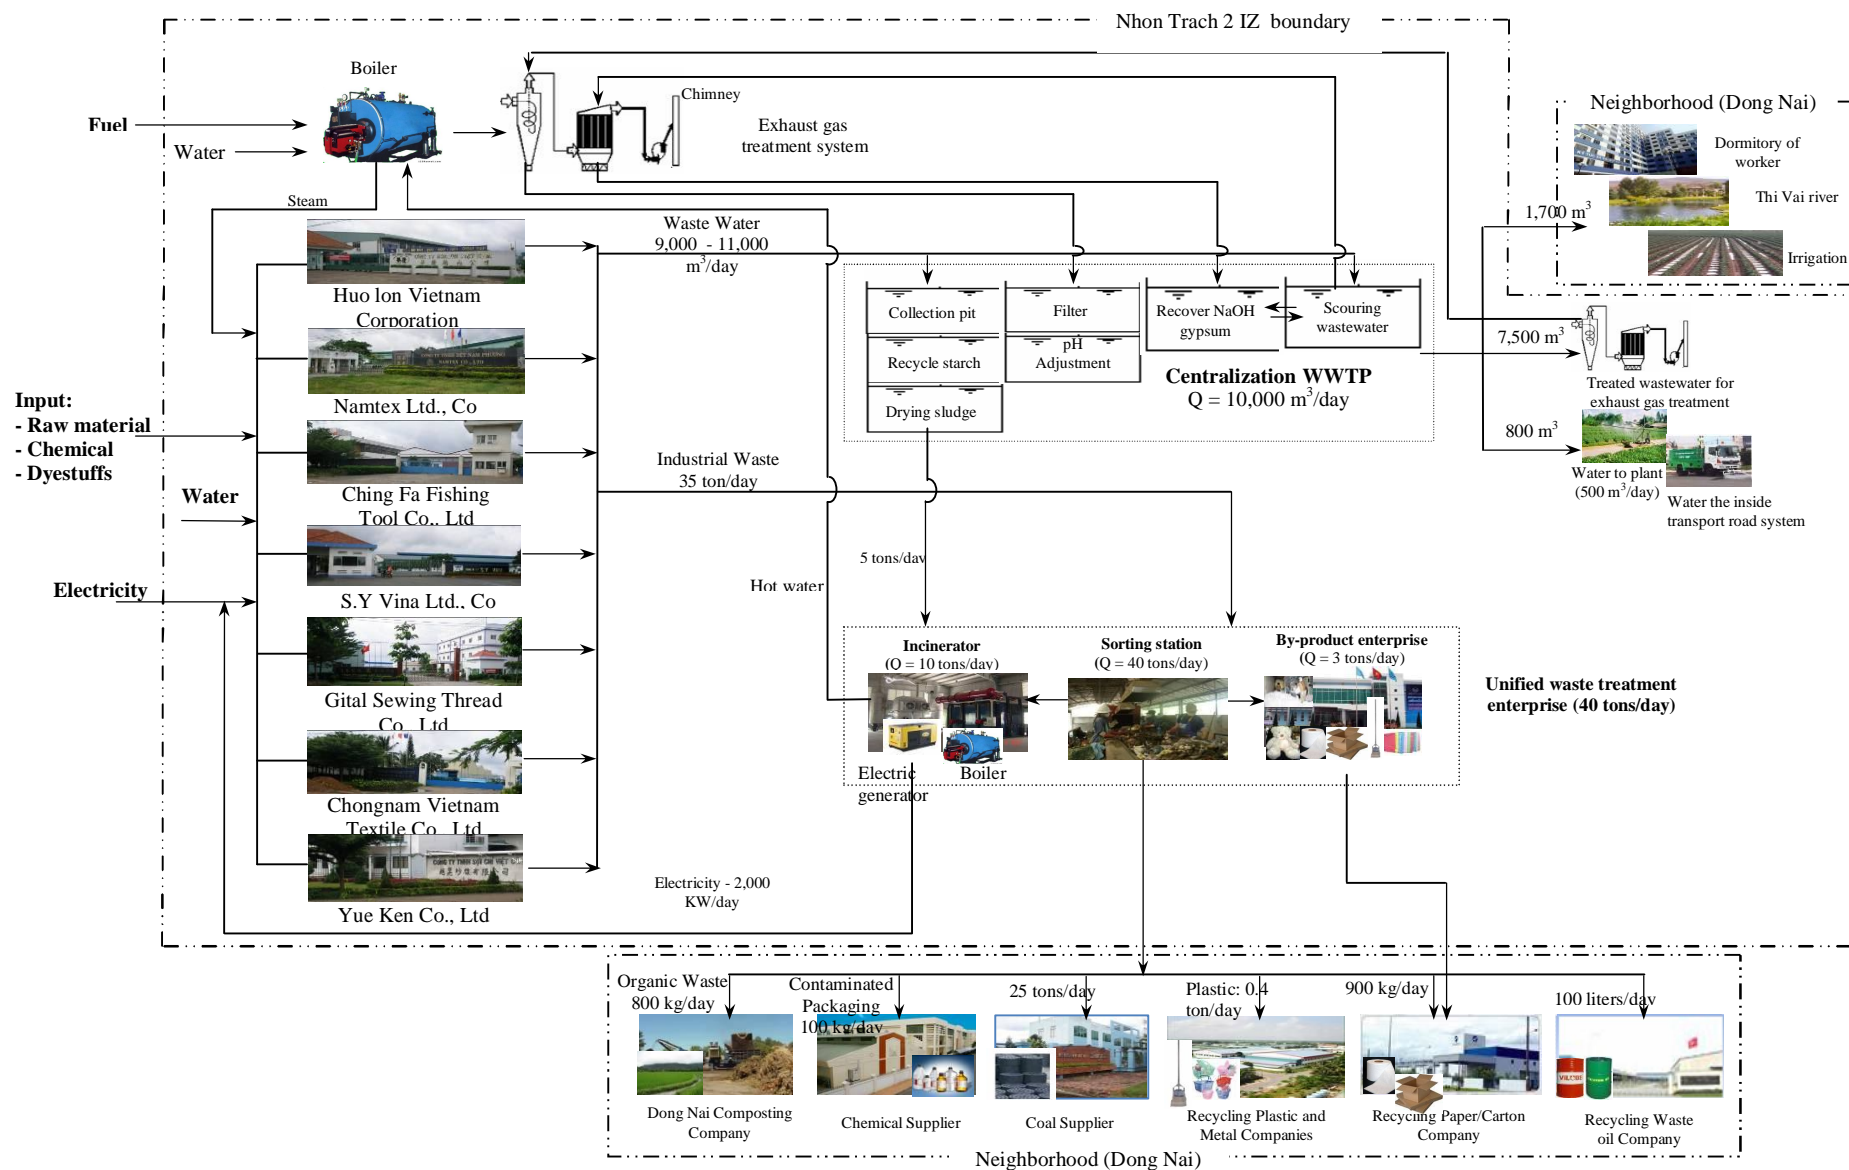 Nhon Trach 2 IZ boundary
Boiler
Chimney
Exhaust gas
treatment system
Fuel
Water
Steam
Neighborhood (Dong Nai)
Dormitory of
worker
Thi Vai river
Irrigation
1,700 m³
7,500 m³
800 m³
Treated wastewater for
exhaust gas treatment
Water to plant
(500 m³/day)
Water the inside
transport road system
Waste Water
9,000 - 11,000
m³/day
Huo lon Vietnam
Corporation
Namtex Ltd., Co
Ching Fa Fishing
Tool Co., Ltd
S.Y Vina Ltd., Co
Gital Sewing Thread
Co., Ltd
Chongnam Vietnam
Textile Co., Ltd
Yue Ken Co., Ltd
Input:
- Raw material
- Chemical
- Dyestuffs
Water
Electricity
Collection pit
Recycle starch
Drying sludge
Filter
pH
Adjustment
Recover NaOH
gypsum
Scouring
wastewater
Centralization WWTP
Q = 10,000 m³/day
Industrial Waste
35 ton/day
5 tons/day
Hot water
Incinerator
(Q = 10 tons/day)
Sorting station
(Q = 40 tons/day)
By-product enterprise
(Q = 3 tons/day)
Electric
generator
Boiler
Unified waste treatment
enterprise (40 tons/day)
Electricity - 2,000
KW/day
Organic Waste
800 kg/day
Contaminated
Packaging
100 kg/day
25 tons/day
Plastic: 0.4
ton/day
900 kg/day
100 liters/day
Dong Nai Composting
Company
Chemical Supplier
Coal Supplier
Recycling Plastic and
Metal Companies
Recycling Paper/Carton
Company
Recycling Waste
oil Company
Neighborhood (Dong Nai)